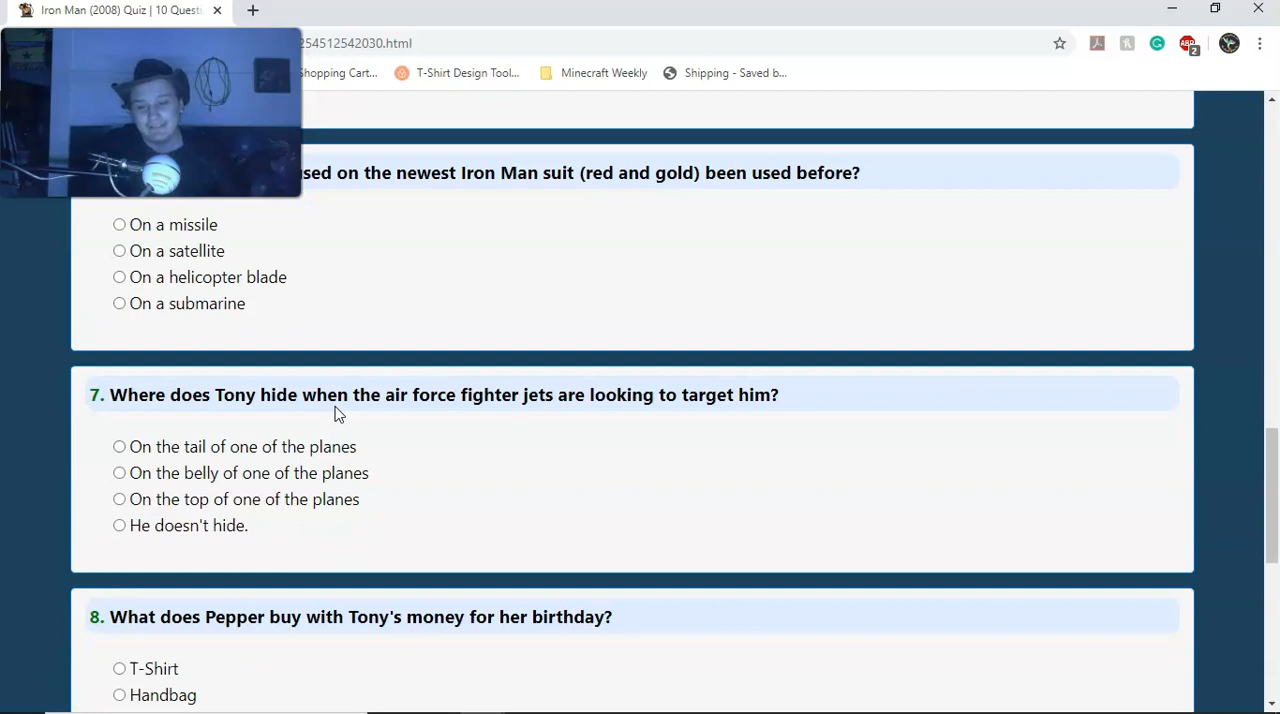 Iron Man (2008) Quiz | 10 Quest
254512542030.html
Shopping Cart...
T-Shirt Design Tool...
Minecraft Weekly
Shipping - Saved b...
ABP
2
sed on the newest Iron Man suit (red and gold) been used before?
On a missile
On a satellite
On a helicopter blade
On a submarine
7. Where does Tony hide when the air force fighter jets are looking to target him?
On the tail of one of the planes
On the belly of one of the planes
On the top of one of the planes
He doesn't hide.
8. What does Pepper buy with Tony's money for her birthday?
T-Shirt
Handbag